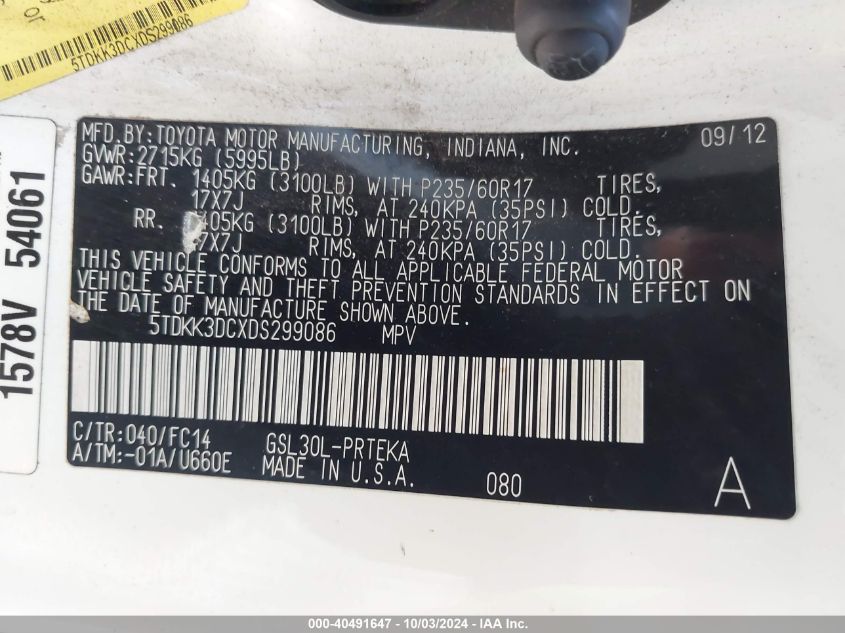 5TDKK3DCXDS299086
1578V 54061
MFD.BY:TOYOTA MOTOR MANUFACTURING, INDIANA, INC. 09/12
GVWR:2715KG (5995LB)
GAWR:FRT. 1405KG (3100LB) WITH P235/60R17 TIRES,
17X7J RIMS, AT 240KPA (35PSI) COLD.
RR. 1405KG (3100LB) WITH P235/60R17 TIRES,
17X7J RIMS, AT 240KPA (35PSI) COLD.
THIS VEHICLE CONFORMS TO ALL APPLICABLE FEDERAL MOTOR
VEHICLE SAFETY AND THEFT PREVENTION STANDARDS IN EFFECT ON
THE DATE OF MANUFACTURE SHOWN ABOVE.
5TDKK3DCXDS299086 MPV
C/TR:040/FC14 GSL30L-PRTEKA
A/TM:-01A/U660E MADE IN U.S.A. 080 A
000-40491647 - 10/03/2024 - IAA Inc.